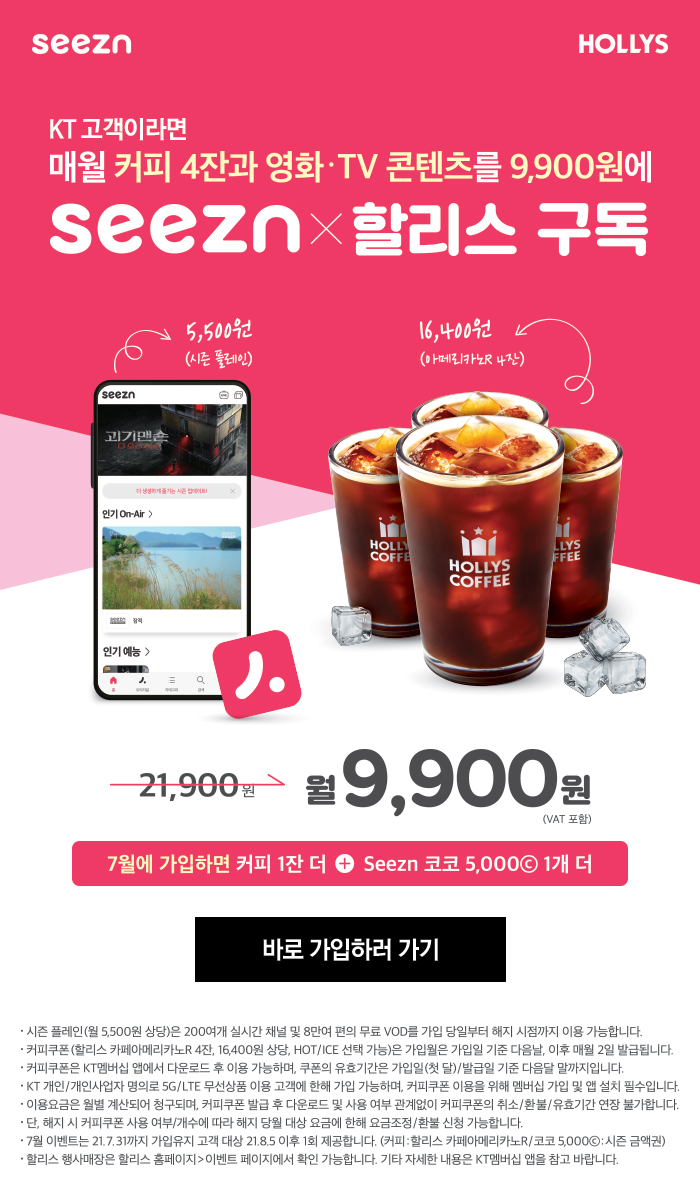 seezn
HOLLYS
KT 고객이라면
매월 커피 4잔과 영화·TV 콘텐츠를 9,900원에
seezn×할리스 구독
5,500원
(시즌 플레인)
16,400원
(아메리카노R 4잔)
seezn
괴기맨숀
더 생생하게 즐기는 시즌 업데이트!
인기 On-Air >
인기 예능 >
홈
검색
HOLLYS
COFFEE
HOLLYS
COFFEE
21,900원
월 9,900원
(VAT 포함)
7월에 가입하면 커피 1잔 더 + Seezn 코코 5,000ⓒ 1개 더
바로 가입하러 가기
· 시즌 플레인(월 5,500원 상당)은 200여개 실시간 채널 및 8만여 편의 무료 VOD를 가입 당일부터 해지 시점까지 이용 가능합니다.
· 커피쿠폰(할리스 카페아메리카노R 4잔, 16,400원 상당, HOT/ICE 선택 가능)은 가입월은 가입일 기준 다음날, 이후 매월 2일 발급됩니다.
· 커피쿠폰은 KT멤버십 앱에서 다운로드 후 이용 가능하며, 쿠폰의 유효기간은 가입일(첫 달)/발급일 기준 다음달 말까지입니다.
· KT 개인/개인사업자 명의로 5G/LTE 무선상품 이용 고객에 한해 가입 가능하며, 커피쿠폰 이용을 위해 멤버십 가입 및 앱 설치 필수입니다.
· 이용요금은 월별 계산되어 청구되며, 커피쿠폰 발급 후 다운로드 및 사용 여부 관계없이 커피쿠폰의 취소/환불/유효기간 연장 불가합니다.
· 단, 해지 시 커피쿠폰 사용 여부/개수에 따라 해지 당월 대상 요금에 한해 요금조정/환불 신청 가능합니다.
· 7월 이벤트는 21.7.31까지 가입유지 고객 대상 21.8.5 이후 1회 제공합니다. (커피:할리스 카페아메리카노R/코코 5,000ⓒ:시즌 금액권)
· 할리스 행사매장은 할리스 홈페이지>이벤트 페이지에서 확인 가능합니다. 기타 자세한 내용은 KT멤버십 앱을 참고 바랍니다.